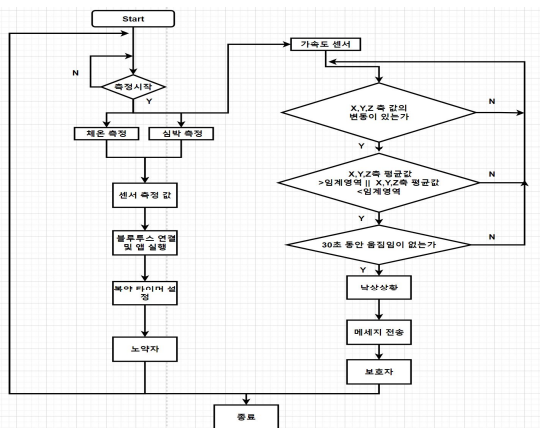 Start
N
측정시작
Y
체온 측정
심박 측정
센서 측정 값
블루투스 연결
및 앱 실행
복약 타이머 설
정
노약자
가속도 센서
X,Y,Z 축 값의
변동이 있는가
N
Y
X,Y,Z축 평균값
>임계영역 || X,Y,Z축 평균값
<임계영역
N
Y
30초 동안 움직임이 없는가
N
Y
낙상상황
메세지 전송
보호자
종료